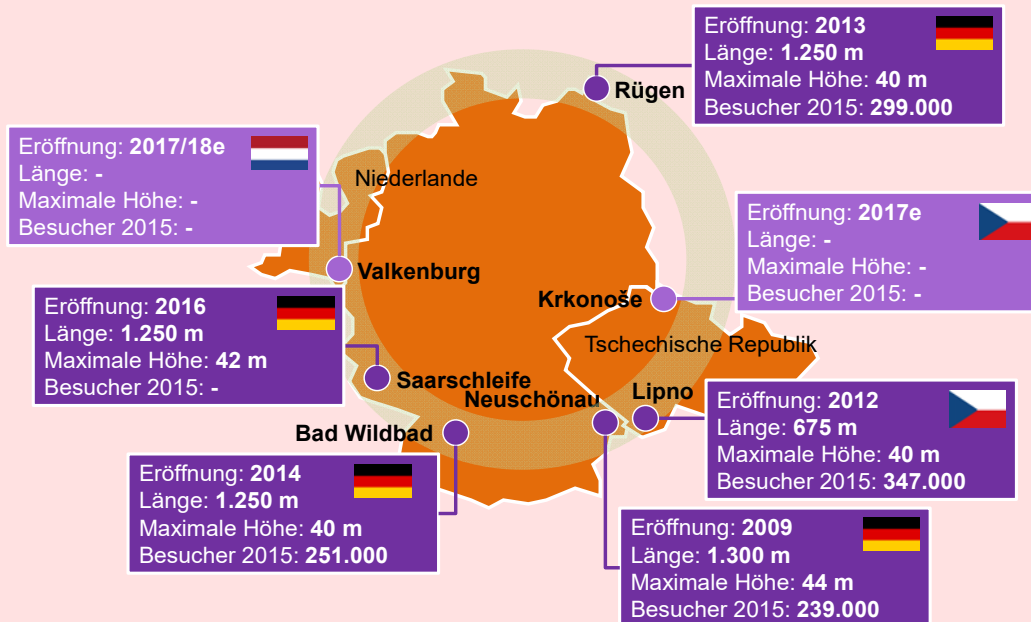 Eröffnung: 2013
Länge: 1.250 m
Maximale Höhe: 40 m
Besucher 2015: 299.000
Rügen
Eröffnung: 2017/18e
Länge: -
Maximale Höhe: -
Besucher 2015: -
Niederlande
Valkenburg
Eröffnung: 2017e
Länge: -
Maximale Höhe: -
Besucher 2015: -
Krkonoše
Tschechische Republik
Eröffnung: 2016
Länge: 1.250 m
Maximale Höhe: 42 m
Besucher 2015: -
Saarschleife
Neuschönau
Lipno
Eröffnung: 2012
Länge: 675 m
Maximale Höhe: 40 m
Besucher 2015: 347.000
Bad Wildbad
Eröffnung: 2014
Länge: 1.250 m
Maximale Höhe: 40 m
Besucher 2015: 251.000
Eröffnung: 2009
Länge: 1.300 m
Maximale Höhe: 44 m
Besucher 2015: 239.000